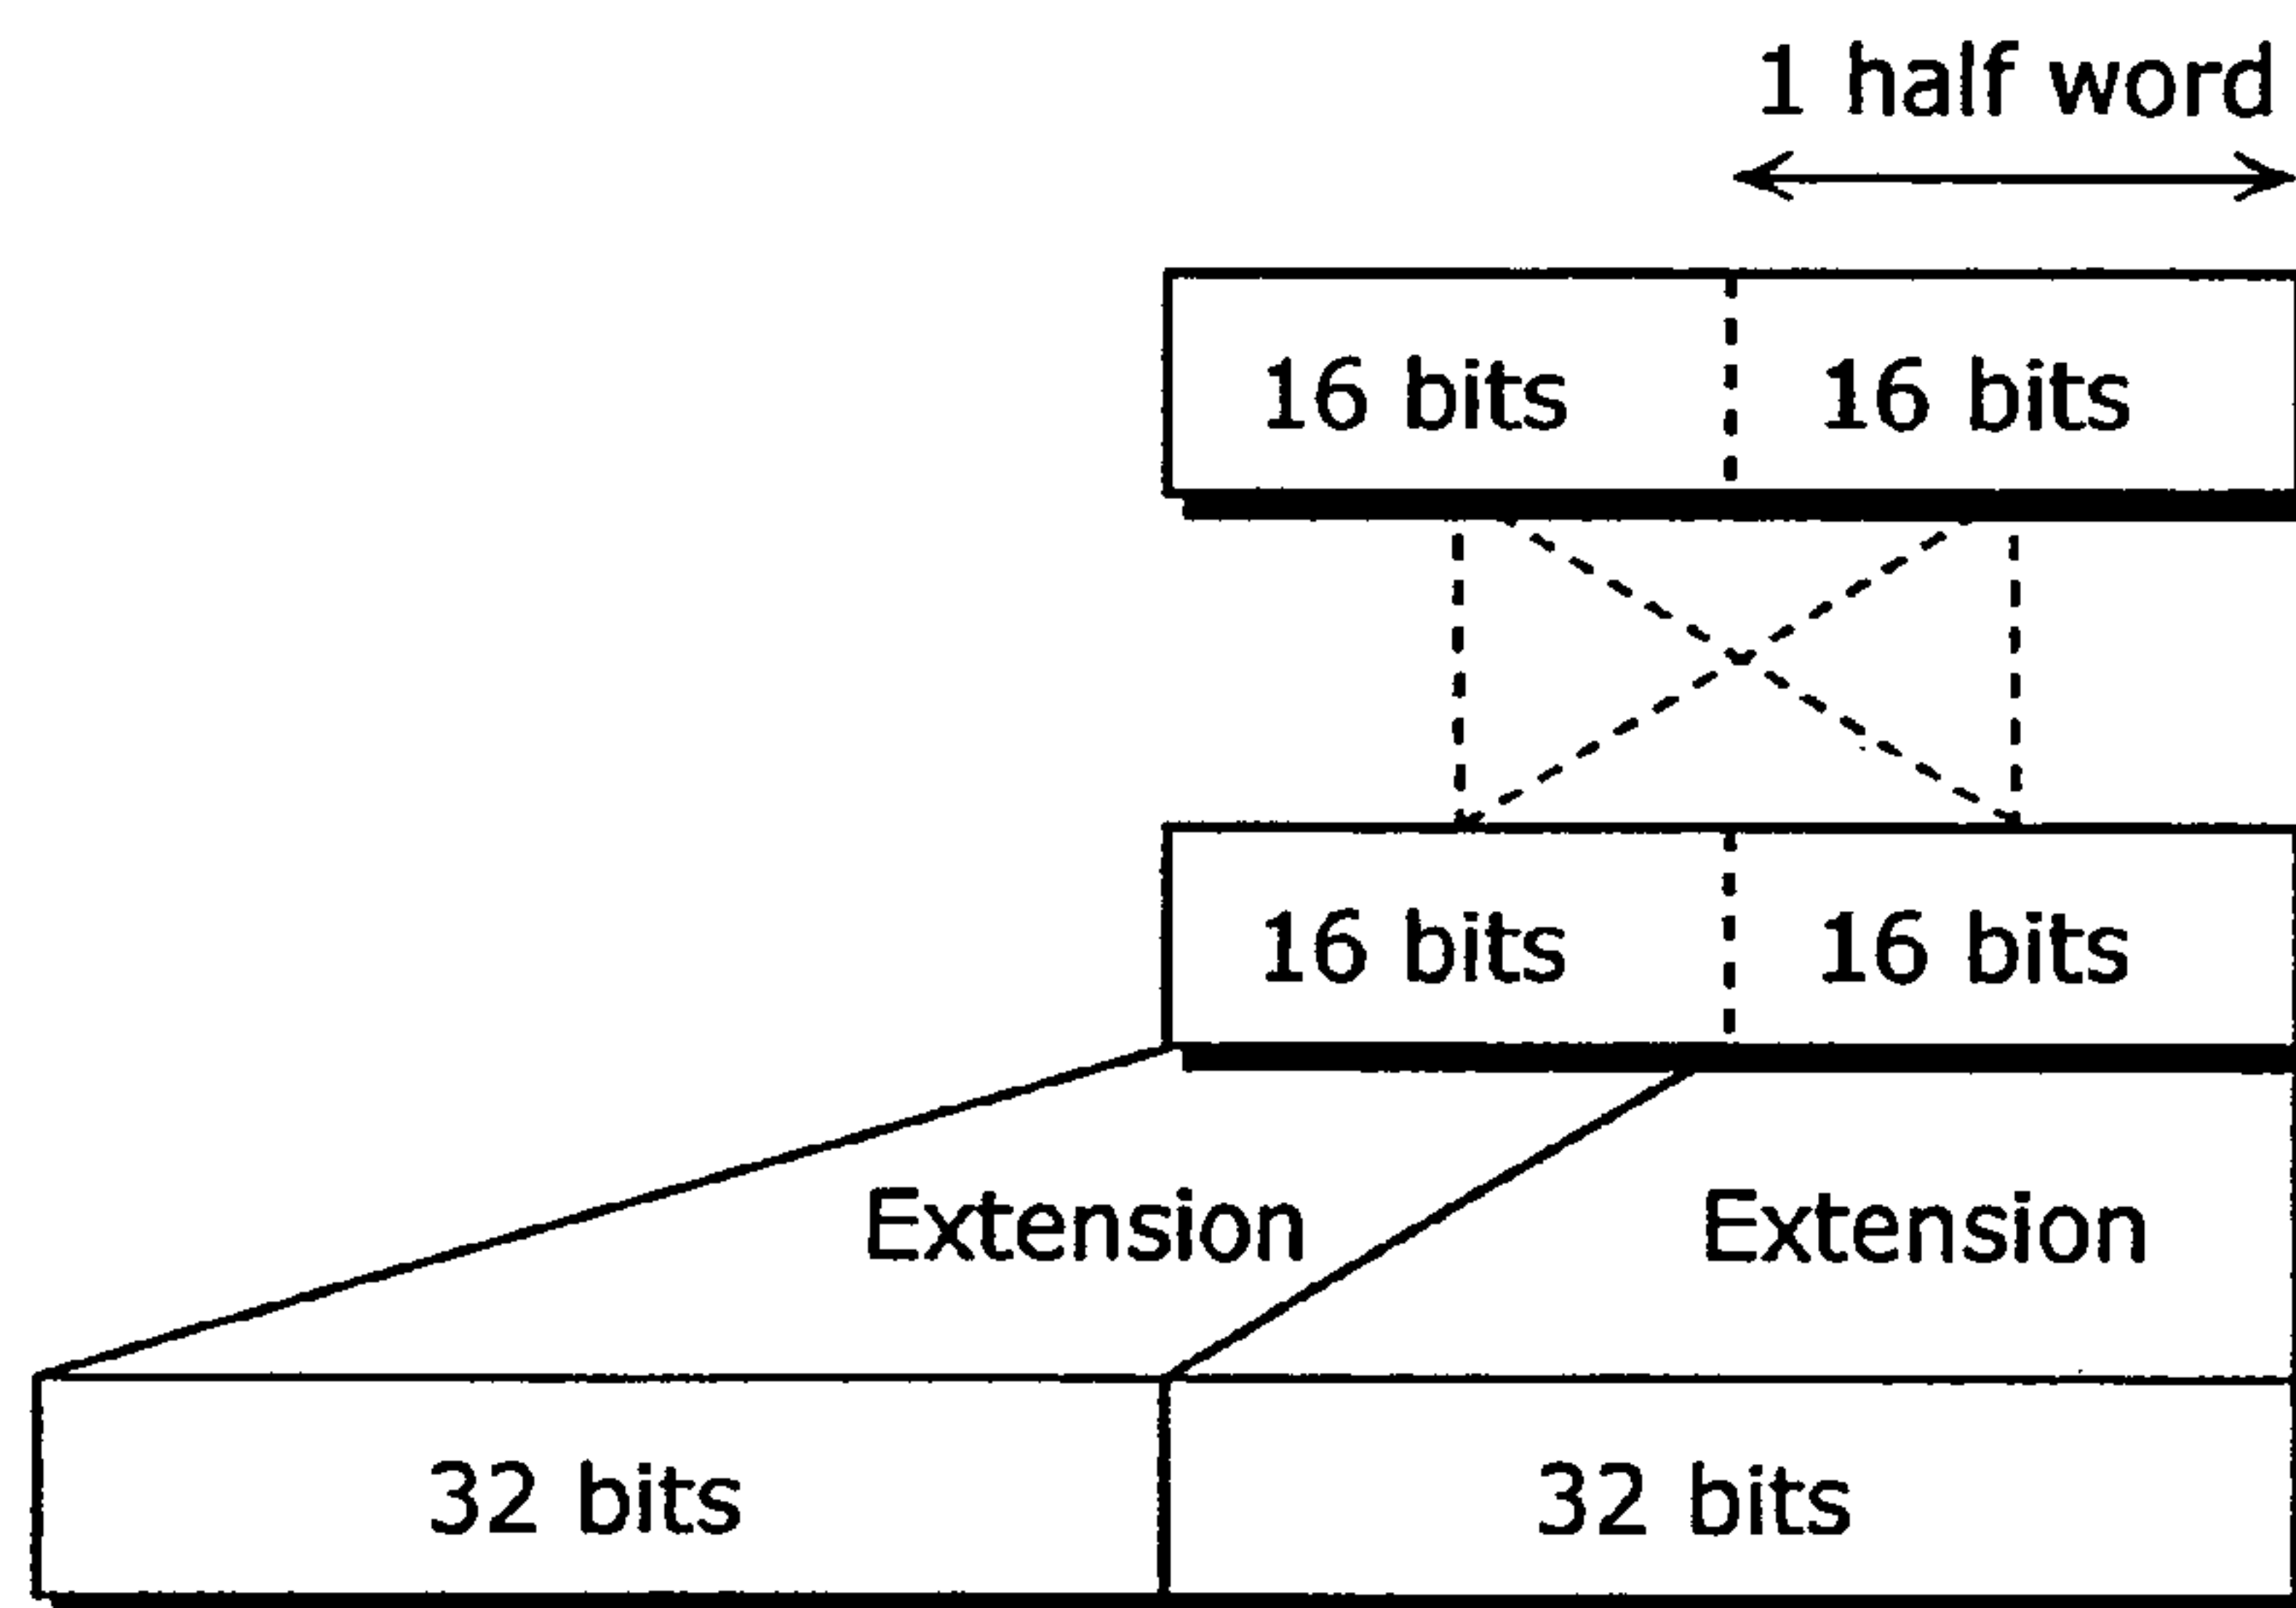 1 half word
16 bits 16 bits
16 bits 16 bits
Extension Extension
32 bits 32 bits